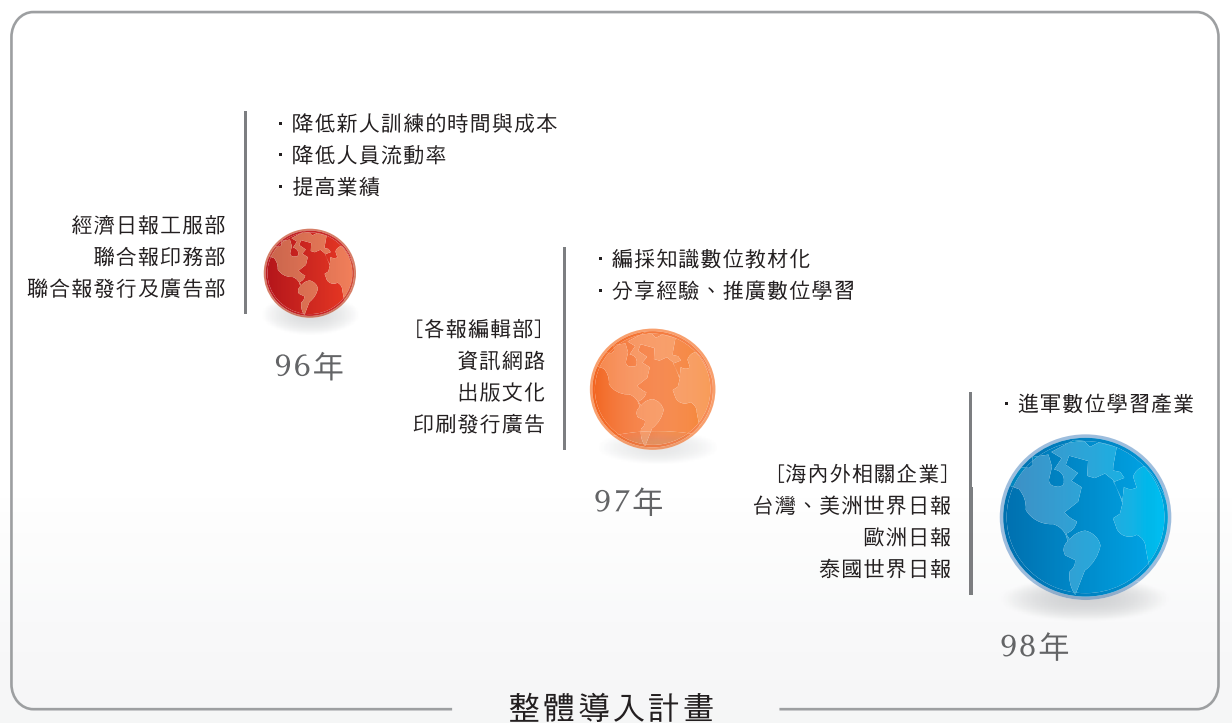 ・降低新人訓練的時間與成本
・降低人員流動率
・提高業績
經濟日報工服部
聯合報印務部
聯合報發行及廣告部
96年
・編採知識數位教材化
・分享經驗、推廣數位學習
[各報編輯部]
資訊網路
出版文化
印刷發行廣告
97年
・進軍數位學習產業
[海內外相關企業]
台灣、美洲世界日報
歐洲日報
泰國世界日報
98年
整體導入計畫